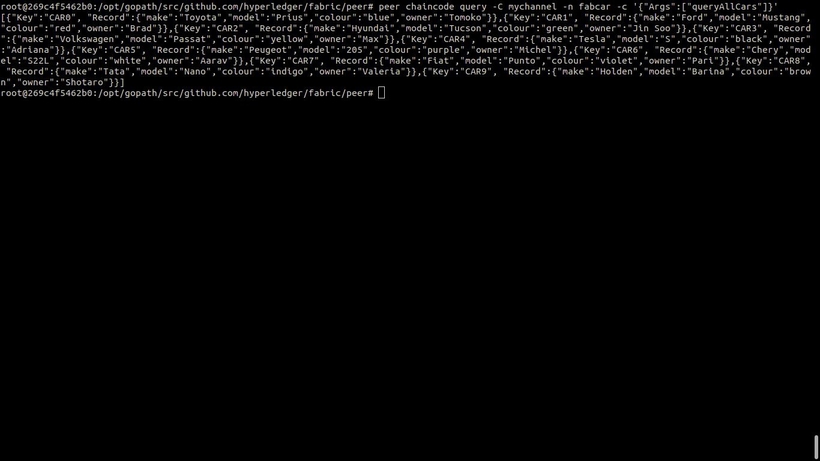 root@269c4f5462b0:/opt/gopath/src/github.com/hyperledger/fabric/peer# peer chaincode query -C mychannel -n fabcar -c '{"Args":["queryAllCars"]}'
[{"Key":"CAR0", "Record":{"make":"Toyota","model":"Prius","colour":"blue","owner":"Tomoko"}},{"Key":"CAR1", "Record":{"make":"Ford","model":"Mustang",
"colour":"red","owner":"Brad"}},{"Key":"CAR2", "Record":{"make":"Hyundai","model":"Tucson","colour":"green","owner":"Jin Soo"}},{"Key":"CAR3", "Record
":{"make":"Volkswagen","model":"Passat","colour":"yellow","owner":"Max"}},{"Key":"CAR4", "Record":{"make":"Tesla","model":"S","colour":"black","owner"
:"Adriana"}},{"Key":"CAR5", "Record":{"make":"Peugeot","model":"205","colour":"purple","owner":"Michel"}},{"Key":"CAR6", "Record":{"make":"Chery","mod
el":"S22L","colour":"white","owner":"Aarav"}},{"Key":"CAR7", "Record":{"make":"Fiat","model":"Punto","colour":"violet","owner":"Pari"}},{"Key":"CAR8",
 "Record":{"make":"Tata","model":"Nano","colour":"indigo","owner":"Valeria"}},{"Key":"CAR9", "Record":{"make":"Holden","model":"Barina","colour":"brow
n","owner":"Shotaro"}}]
root@269c4f5462b0:/opt/gopath/src/github.com/hyperledger/fabric/peer#